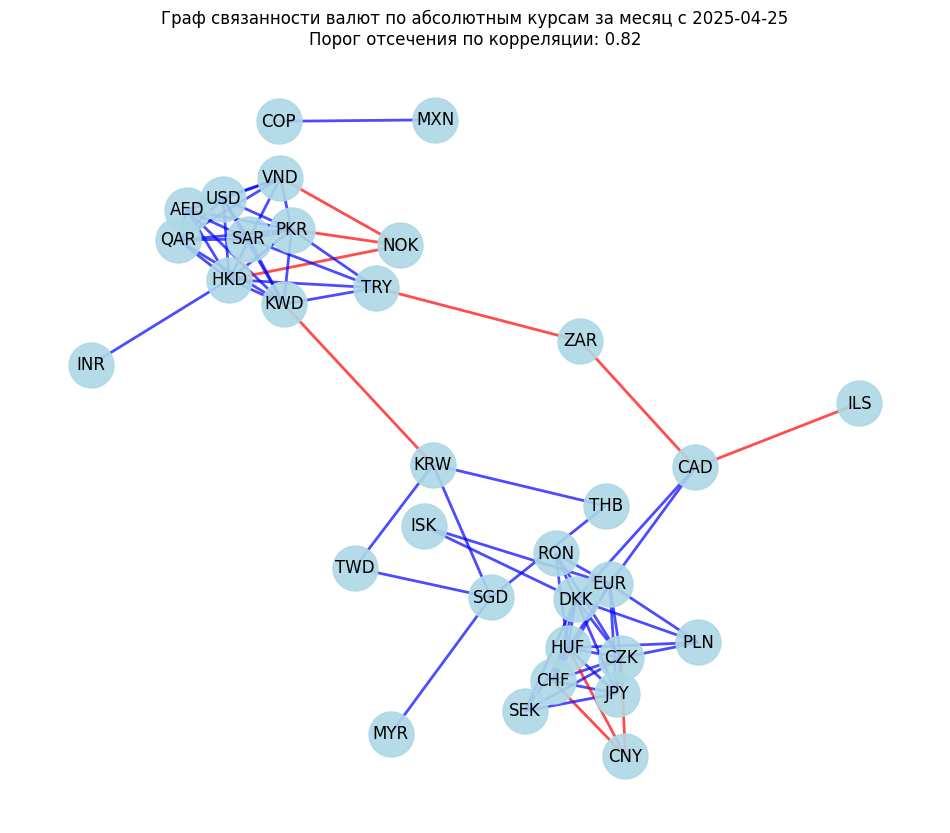 Граф связанности валют по абсолютным курсам за месяц с 2025-04-25
Порог отсечения по корреляции: 0.82
COP
MXN
VND
USD
AED
PKR
SAR
QAR
NOK
HKD
TRY
KWD
ZAR
INR
ILS
KRW
CAD
THB
ISK
RON
TWD
EUR
SGD
DKK
PLN
HUF
CZK
CHF
JPY
SEK
MYR
CNY